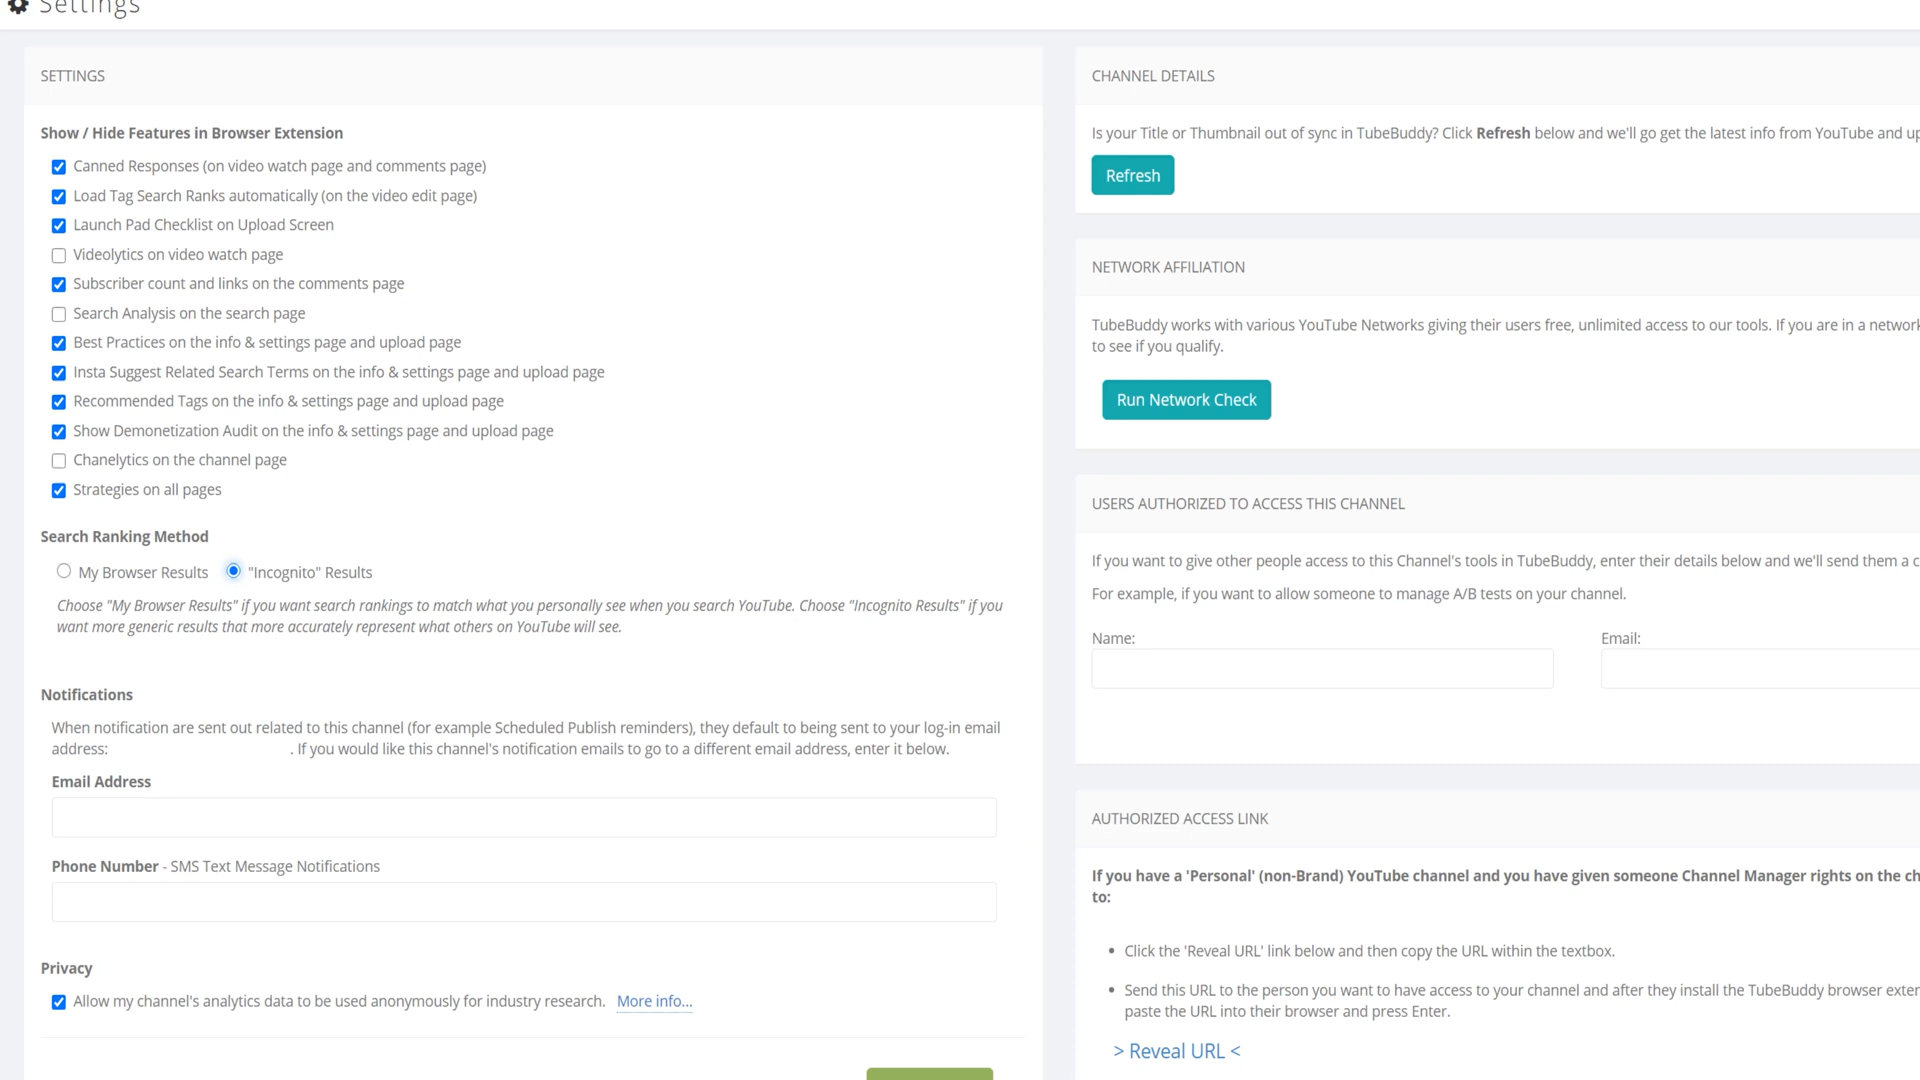 Settings
SETTINGS
Show / Hide Features in Browser Extension
Canned Responses (on video watch page and comments page)
Load Tag Search Ranks automatically (on the video edit page)
Launch Pad Checklist on Upload Screen
Videolytics on video watch page
Subscriber count and links on the comments page
Search Analysis on the search page
Best Practices on the info & settings page and upload page
Insta Suggest Related Search Terms on the info & settings page and upload page
Recommended Tags on the info & settings page and upload page
Show Demonetization Audit on the info & settings page and upload page
Chanelytics on the channel page
Strategies on all pages
Search Ranking Method
My Browser Results "Incognito" Results
Choose "My Browser Results" if you want search rankings to match what you personally see when you search YouTube. Choose "Incognito Results" if you
want more generic results that more accurately represent what others on YouTube will see.
Notifications
When notification are sent out related to this channel (for example Scheduled Publish reminders), they default to being sent to your log-in email
address: . If you would like this channel's notification emails to go to a different email address, enter it below.
Email Address
Phone Number - SMS Text Message Notifications
Privacy
Allow my channel's analytics data to be used anonymously for industry research. More info...
CHANNEL DETAILS
Is your Title or Thumbnail out of sync in TubeBuddy? Click Refresh below and we'll go get the latest info from YouTube and up
Refresh
NETWORK AFFILIATION
TubeBuddy works with various YouTube Networks giving their users free, unlimited access to our tools. If you are in a network
to see if you qualify.
Run Network Check
USERS AUTHORIZED TO ACCESS THIS CHANNEL
If you want to give other people access to this Channel's tools in TubeBuddy, enter their details below and we'll send them a c
For example, if you want to allow someone to manage A/B tests on your channel.
Name: Email:
AUTHORIZED ACCESS LINK
If you have a 'Personal' (non-Brand) YouTube channel and you have given someone Channel Manager rights on the ch
to:
• Click the 'Reveal URL' link below and then copy the URL within the textbox.
• Send this URL to the person you want to have access to your channel and after they install the TubeBuddy browser exter
paste the URL into their browser and press Enter.
> Reveal URL <